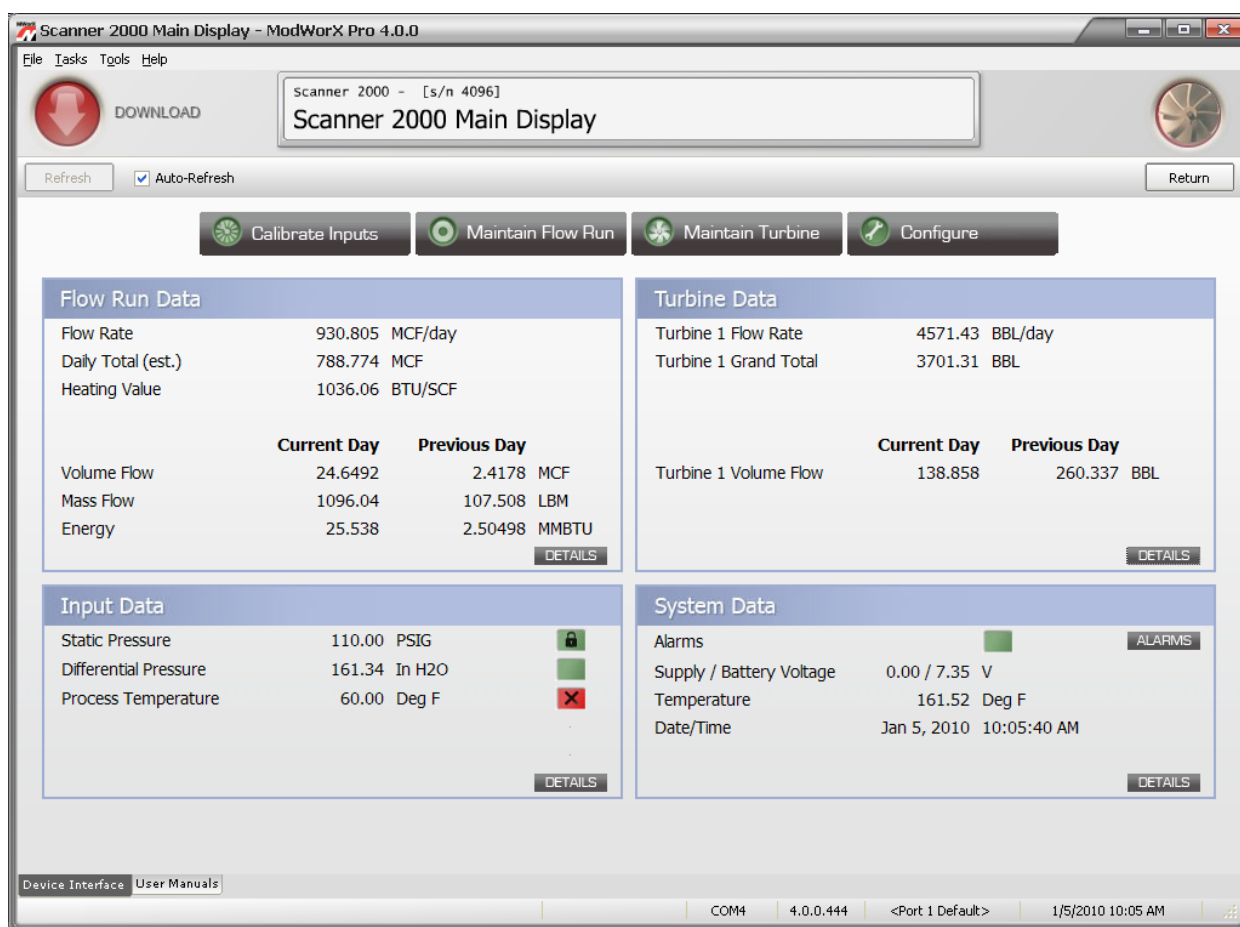 Scanner 2000 Main Display - ModWorX Pro 4.0.0
File Tasks Tools Help
DOWNLOAD
Scanner 2000 - [s/n 4096]
Scanner 2000 Main Display
Refresh Auto-Refresh Return
Calibrate Inputs Maintain Flow Run Maintain Turbine Configure
Flow Run Data
Flow Rate 930.805 MCF/day
Daily Total (est.) 788.774 MCF
Heating Value 1036.06 BTU/SCF
Current Day Previous Day
Volume Flow 24.6492 2.4178 MCF
Mass Flow 1096.04 107.508 LBM
Energy 25.538 2.50498 MMBTU
DETAILS
Turbine Data
Turbine 1 Flow Rate 4571.43 BBL/day
Turbine 1 Grand Total 3701.31 BBL
Current Day Previous Day
Turbine 1 Volume Flow 138.858 260.337 BBL
DETAILS
Input Data
Static Pressure 110.00 PSIG
Differential Pressure 161.34 In H2O
Process Temperature 60.00 Deg F
DETAILS
System Data
Alarms ALARMS
Supply / Battery Voltage 0.00 / 7.35 V
Temperature 161.52 Deg F
Date/Time Jan 5, 2010 10:05:40 AM
DETAILS
Device Interface User Manuals
COM4 4.0.0.444 <Port 1 Default> 1/5/2010 10:05 AM